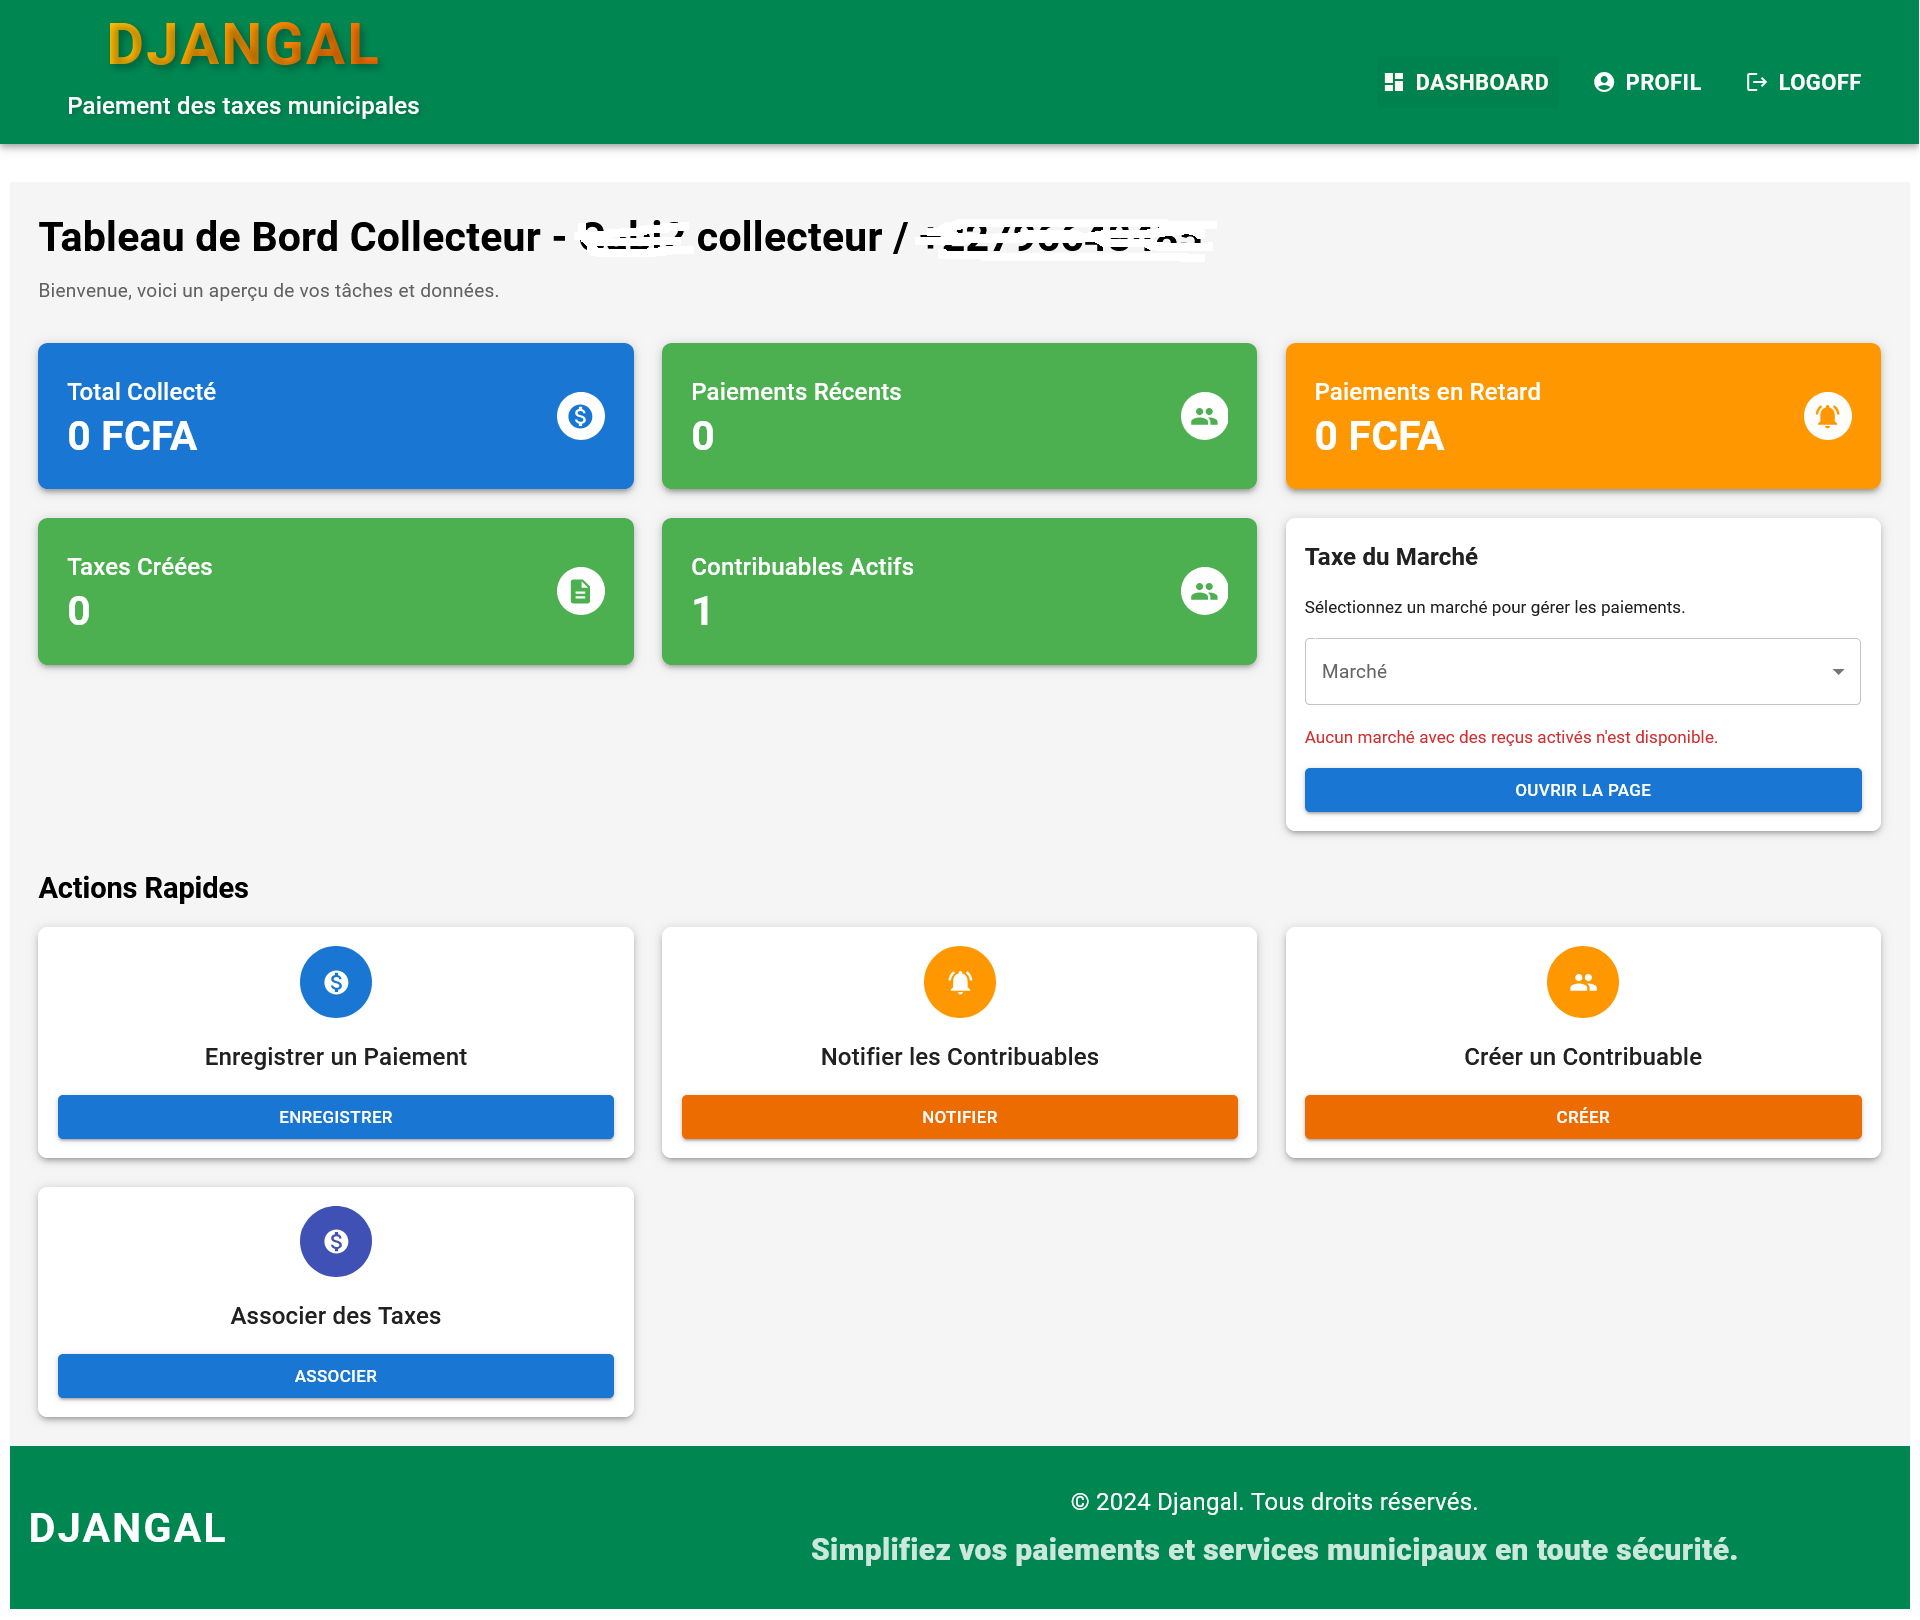 DJANGAL
Paiement des taxes municipales
DASHBOARD
PROFIL
LOGOFF
Tableau de Bord Collecteur - collecteur /
Bienvenue, voici un aperçu de vos tâches et données.
Total Collecté
0 FCFA
Paiements Récents
0
Paiements en Retard
0 FCFA
Taxes Créées
0
Contribuables Actifs
1
Taxe du Marché
Sélectionnez un marché pour gérer les paiements.
Marché
Aucun marché avec des reçus activés n'est disponible.
OUVRIR LA PAGE
Actions Rapides
Enregistrer un Paiement
ENREGISTRER
Notifier les Contribuables
NOTIFIER
Créer un Contribuable
CRÉER
Associer des Taxes
ASSOCIER
DJANGAL
© 2024 Djangal. Tous droits réservés.
Simplifiez vos paiements et services municipaux en toute sécurité.